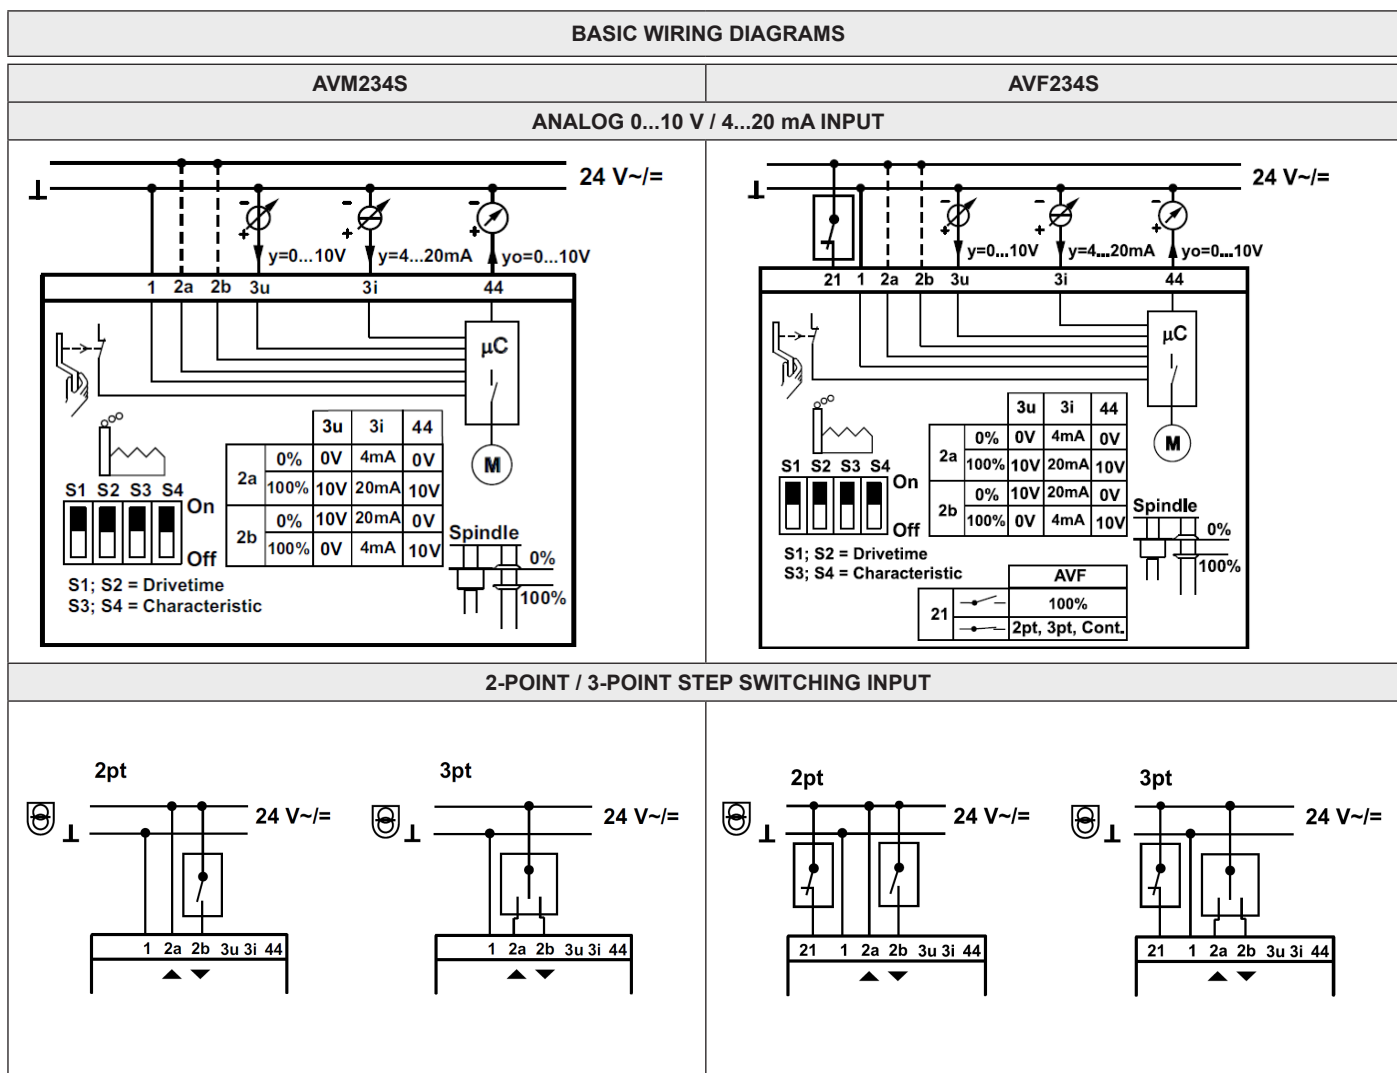 BASIC WIRING DIAGRAMS
AVM234S
AVF234S
ANALOG 0...10 V / 4...20 mA INPUT
24 V~/=
y=0...10V
y=4...20mA
yo=0...10V
1 2a 2b 3u 3i 44
µC
3u 3i 44
2a 0% 0V 4mA 0V
100% 10V 20mA 10V
2b 0% 10V 20mA 0V
100% 0V 4mA 10V
M
S1 S2 S3 S4
On
Off
Spindle
0%
100%
S1; S2 = Drivetime
S3; S4 = Characteristic
24 V~/=
y=0...10V
y=4...20mA
yo=0...10V
21 1 2a 2b 3u 3i 44
µC
3u 3i 44
2a 0% 0V 4mA 0V
100% 10V 20mA 10V
2b 0% 10V 20mA 0V
100% 0V 4mA 10V
M
S1 S2 S3 S4
On
Off
Spindle
0%
100%
S1; S2 = Drivetime
S3; S4 = Characteristic
AVF
21 100%
2pt, 3pt, Cont.
2-POINT / 3-POINT STEP SWITCHING INPUT
2pt
24 V~/=
1 2a 2b 3u 3i 44
3pt
24 V~/=
1 2a 2b 3u 3i 44
2pt
24 V~/=
21 1 2a 2b 3u 3i 44
3pt
24 V~/=
21 1 2a 2b 3u 3i 44